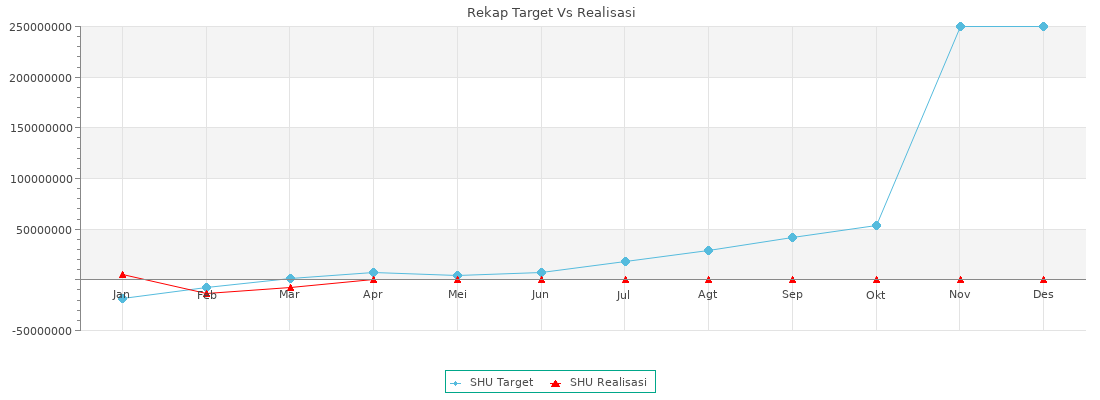 Rekap Target Vs Realisasi
250000000
200000000
150000000
100000000
50000000
-50000000
Jan Feb Mar Apr Mei Jun Jul Agt Sep Okt Nov Des
SHU Target SHU Realisasi